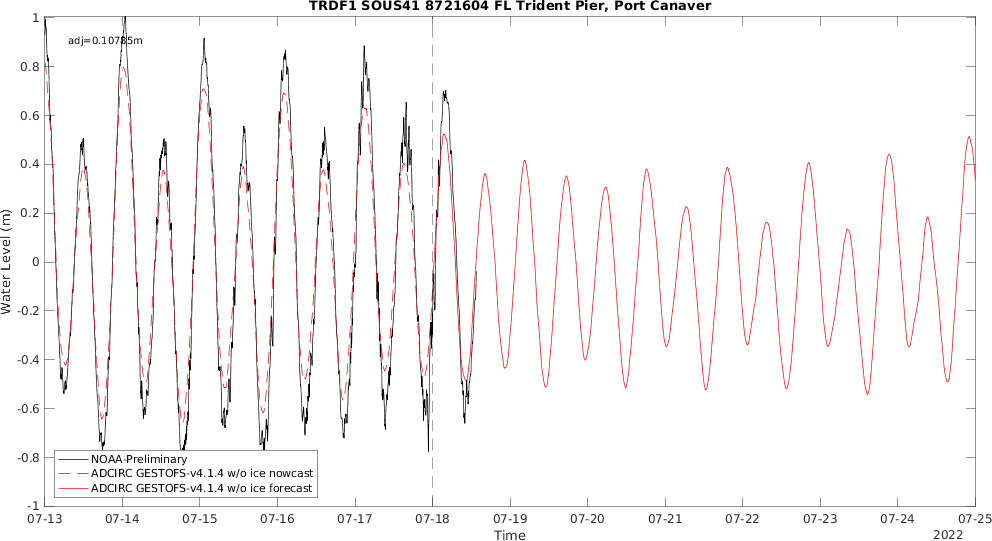 TRDF1 SOUS41 8721604 FL Trident Pier, Port Canaver
adj=0.10785m
1
0.8
0.6
0.4
0.2
0
-0.2
-0.4
-0.6
-0.8
-1
Water Level (m)
NOAA-Preliminary
ADCIRC GESTOFS-v4.1.4 w/o ice nowcast
ADCIRC GESTOFS-v4.1.4 w/o ice forecast
07-13 07-14 07-15 07-16 07-17 07-18 07-19 07-20 07-21 07-22 07-23 07-24 07-25
Time
2022